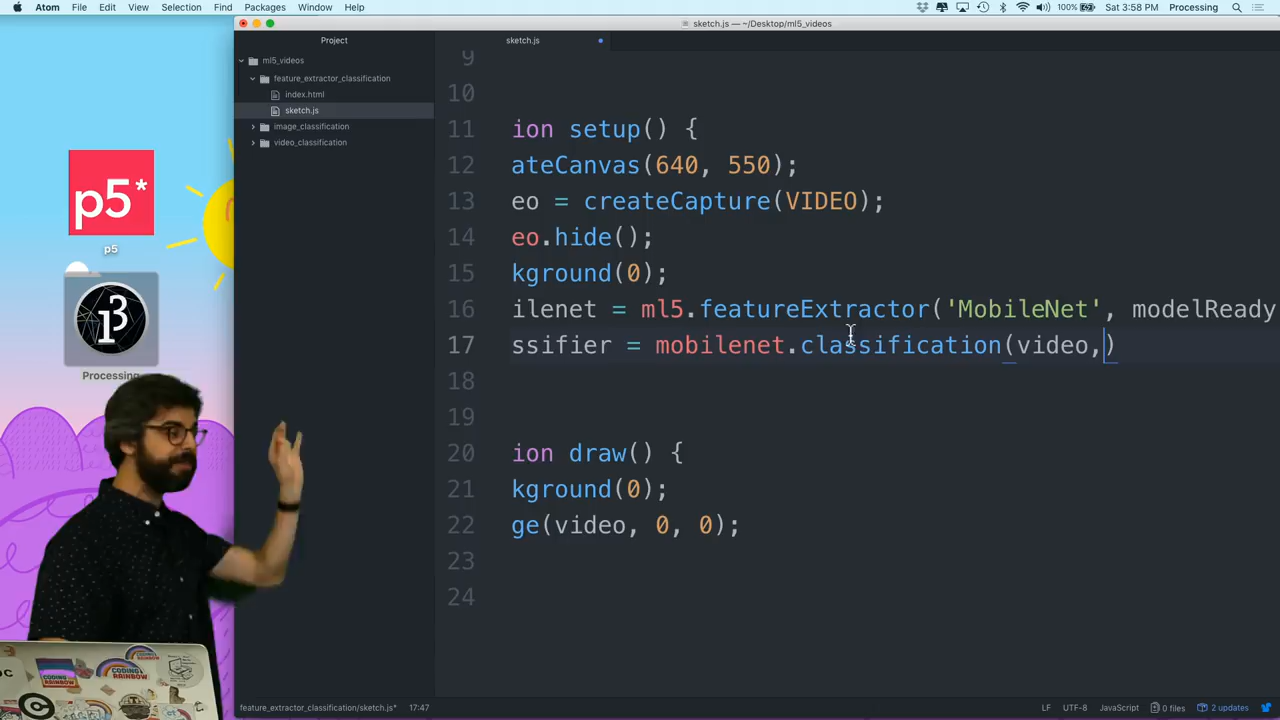 Atom File Edit View Selection Find Packages Window Help 100% Sat 3:58 PM Processing
sketch.js — ~/Desktop/ml5_videos
Project
sketch.js
ml5_videos
feature_extractor_classification
index.html
sketch.js
image_classification
video_classification
9
10
11 ion setup() {
12 ateCanvas(640, 550);
13 eo = createCapture(VIDEO);
14 eo.hide();
15 kground(0);
16 ilenet = ml5.featureExtractor('MobileNet', modelReady
17 ssifier = mobilenet.classification(video,)
18
19
20 ion draw() {
21 kground(0);
22 ge(video, 0, 0);
23
24
p5*
p5
Processing
CODING
RAINBOW
CODING
RAINBOW
feature_extractor_classification/sketch.js* 17:47
LF UTF-8 JavaScript 0 files 2 updates